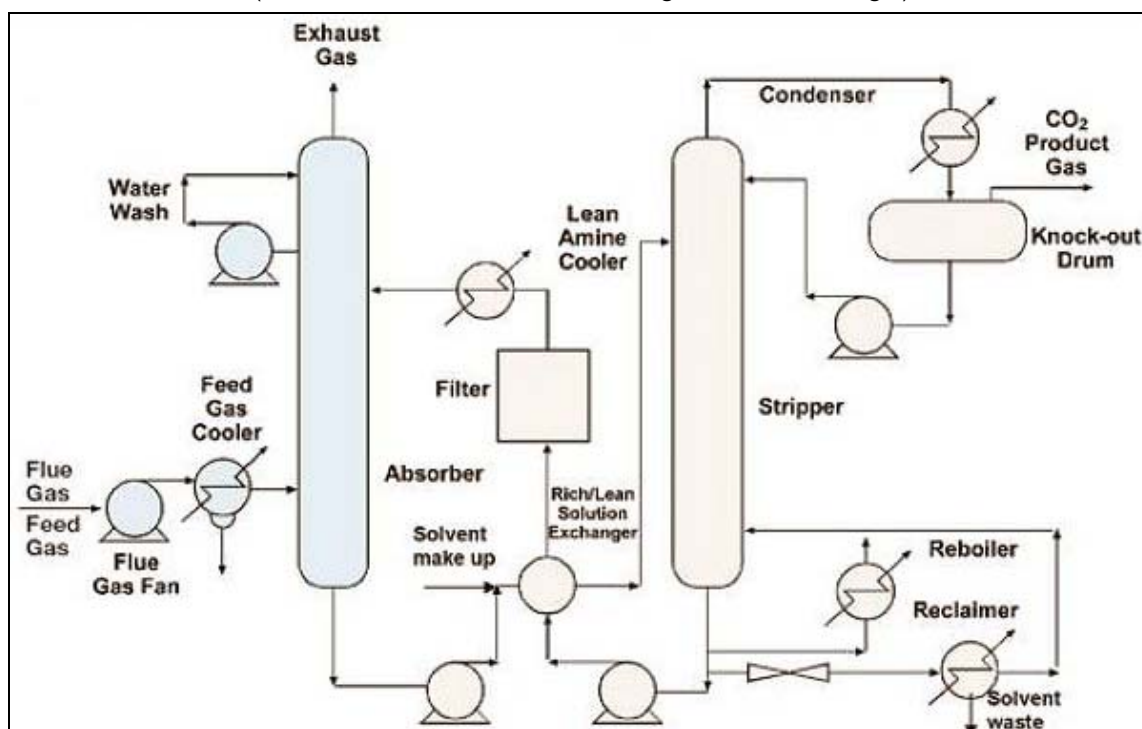 Exhaust
Gas
Condenser
CO₂
Product
Gas
Water
Wash
Lean
Amine
Cooler
Knock-out
Drum
Feed
Gas
Cooler
Filter
Stripper
Flue
Gas
Feed
Gas
Absorber
Rich/Lean
Solution
Exchanger
Solvent
make up
Flue
Gas Fan
Reboiler
Reclaimer
Solvent
waste